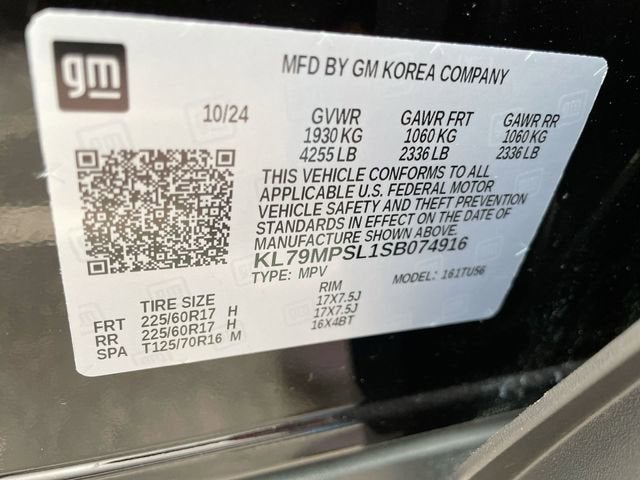 gm
MFD BY GM KOREA COMPANY
10/24 GVWR GAWR FRT GAWR RR
1930 KG 1060 KG 1060 KG
4255 LB 2336 LB 2336 LB
THIS VEHICLE CONFORMS TO ALL
APPLICABLE U.S. FEDERAL MOTOR
VEHICLE SAFETY AND THEFT PREVENTION
STANDARDS IN EFFECT ON THE DATE OF
MANUFACTURE SHOWN ABOVE.
KL79MPSL1SB074916
TYPE: MPV MODEL: 161TU56
TIRE SIZE RIM
FRT 225/60R17 H 17X7.5J
RR 225/60R17 H 17X7.5J
SPA T125/70R16 M 16X4BT